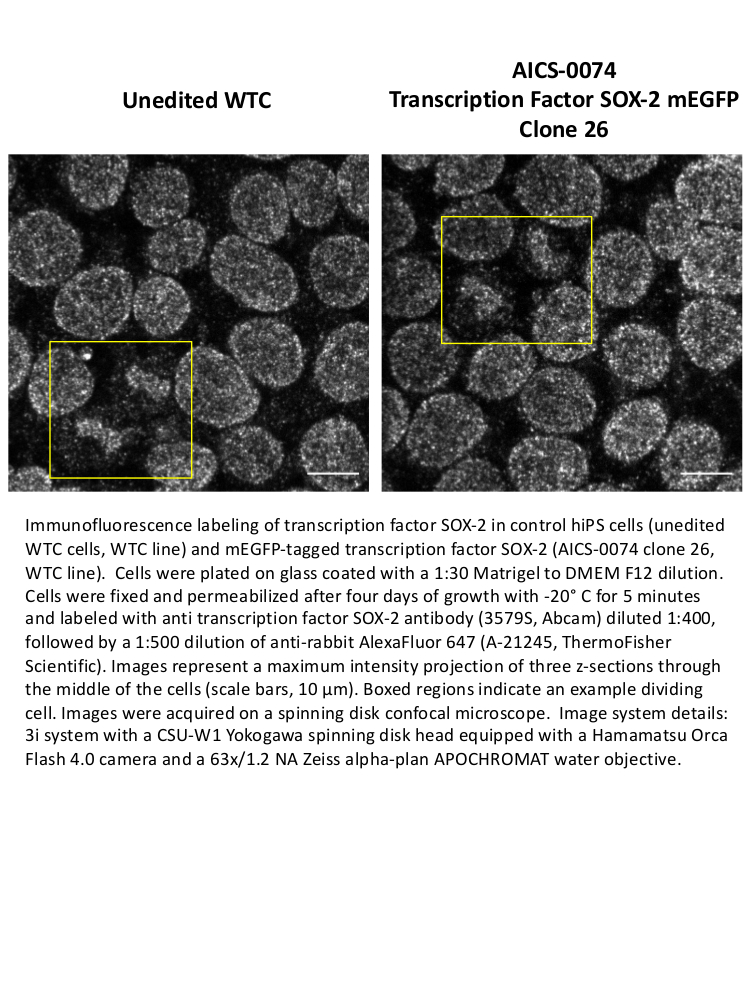 Unedited WTC
AICS-0074
Transcription Factor SOX-2 mEGFP
Clone 26
Immunofluorescence labeling of transcription factor SOX-2 in control hiPS cells (unedited
WTC cells, WTC line) and mEGFP-tagged transcription factor SOX-2 (AICS-0074 clone 26,
WTC line).  Cells were plated on glass coated with a 1:30 Matrigel to DMEM F12 dilution.
Cells were fixed and permeabilized after four days of growth with -20° C for 5 minutes
and labeled with anti transcription factor SOX-2 antibody (3579S, Abcam) diluted 1:400,
followed by a 1:500 dilution of anti-rabbit AlexaFluor 647 (A-21245, ThermoFisher
Scientific). Images represent a maximum intensity projection of three z-sections through
the middle of the cells (scale bars, 10 μm). Boxed regions indicate an example dividing
cell. Images were acquired on a spinning disk confocal microscope.  Image system details:
3i system with a CSU-W1 Yokogawa spinning disk head equipped with a Hamamatsu Orca
Flash 4.0 camera and a 63x/1.2 NA Zeiss alpha-plan APOCHROMAT water objective.